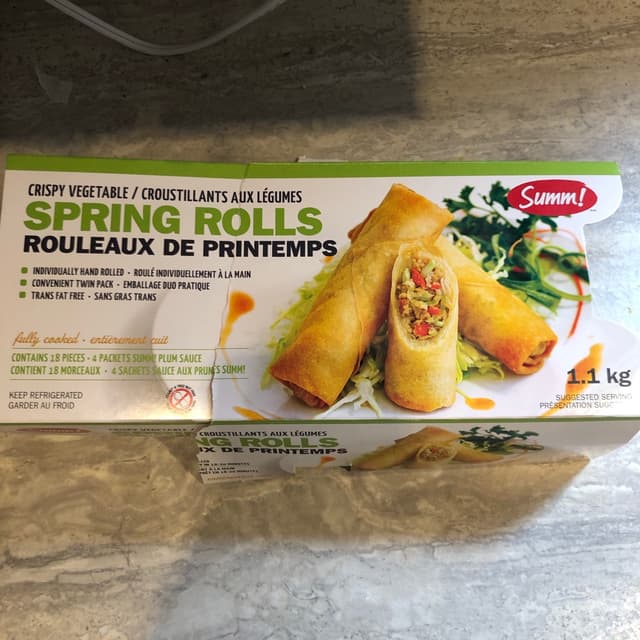 CRISPY VEGETABLE / CROUSTILLANTS AUX LÉGUMES
SPRING ROLLS
ROULEAUX DE PRINTEMPS
INDIVIDUALLY HAND ROLLED • ROULÉ INDIVIDUELLEMENT À LA MAIN
CONVENIENT TWIN PACK • EMBALLAGE DUO PRATIQUE
TRANS FAT FREE • SANS GRAS TRANS
fully cooked • entièrement cuit
CONTAINS 18 PIECES • 4 PACKETS SUMM! PLUM SAUCE
CONTIENT 18 MORCEAUX • 4 SACHETS SAUCE AUX PRUNES SUMM!
KEEP REFRIGERATED
GARDER AU FROID
Summ!
1.1 kg
SUGGESTED SERVING
PRÉSENTATION SUGG
CROUSTILLANTS AUX LÉGUMES
NG ROLLS
UX DE PRINTEMPS